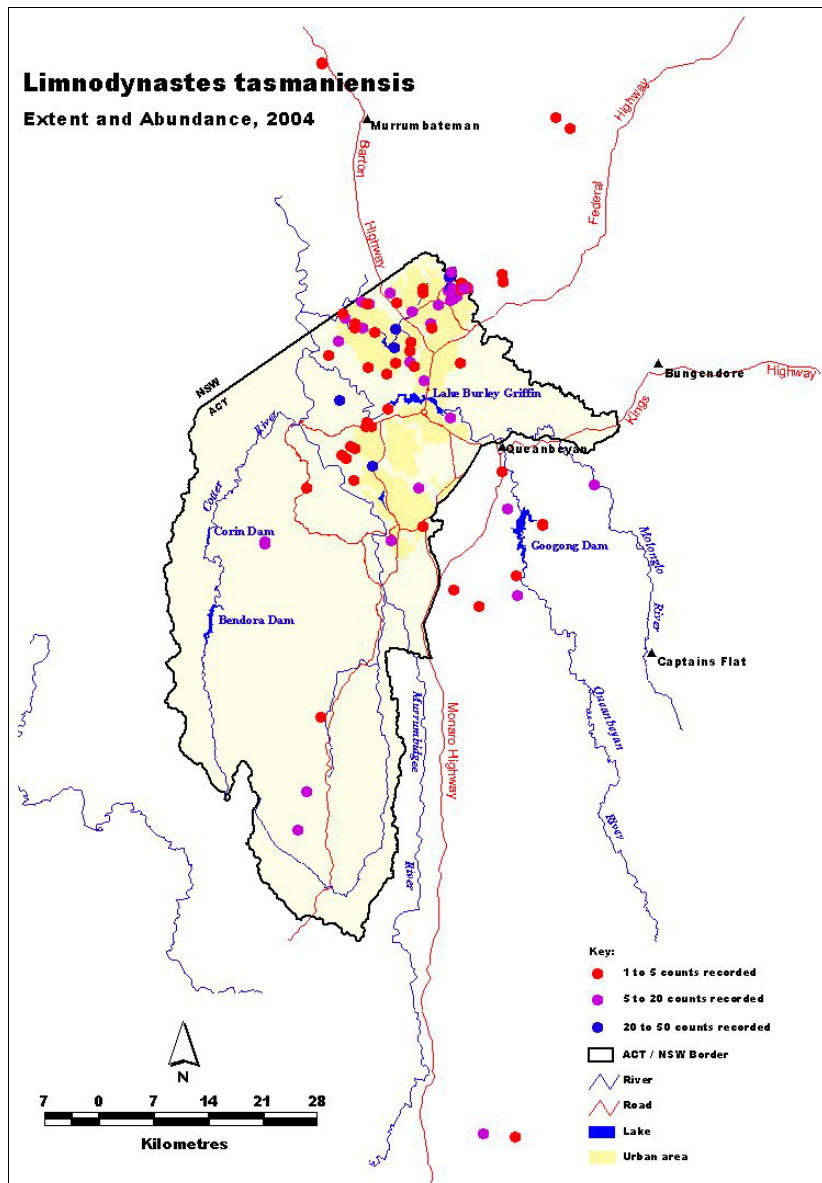 Limnodynastes tasmaniensis
Extent and Abundance, 2004
Murrumbateman
Barton
Highway
Federal
Highway
NSW
ACT
Bungendore
Highway
Kings
Lake Burley Griffin
Queanbeyan
Cotter
River
Corin Dam
Bendora Dam
Googong Dam
Molonglo
River
Captains Flat
Queanbeyan
River
Murrumbidgee
River
Monaro Highway
Key:
1 to 5 counts recorded
5 to 20 counts recorded
20 to 50 counts recorded
ACT / NSW Border
River
Road
Lake
Urban area
N
7 0 7 14 21 28
Kilometres